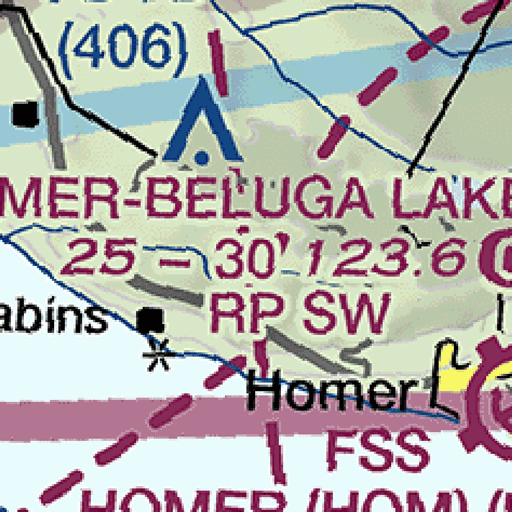 (406)
MER-BELUGA LAKE
25 – 30' 123.6 C
abins
RP SW
Homer
FSS
HOMER (HOM) (